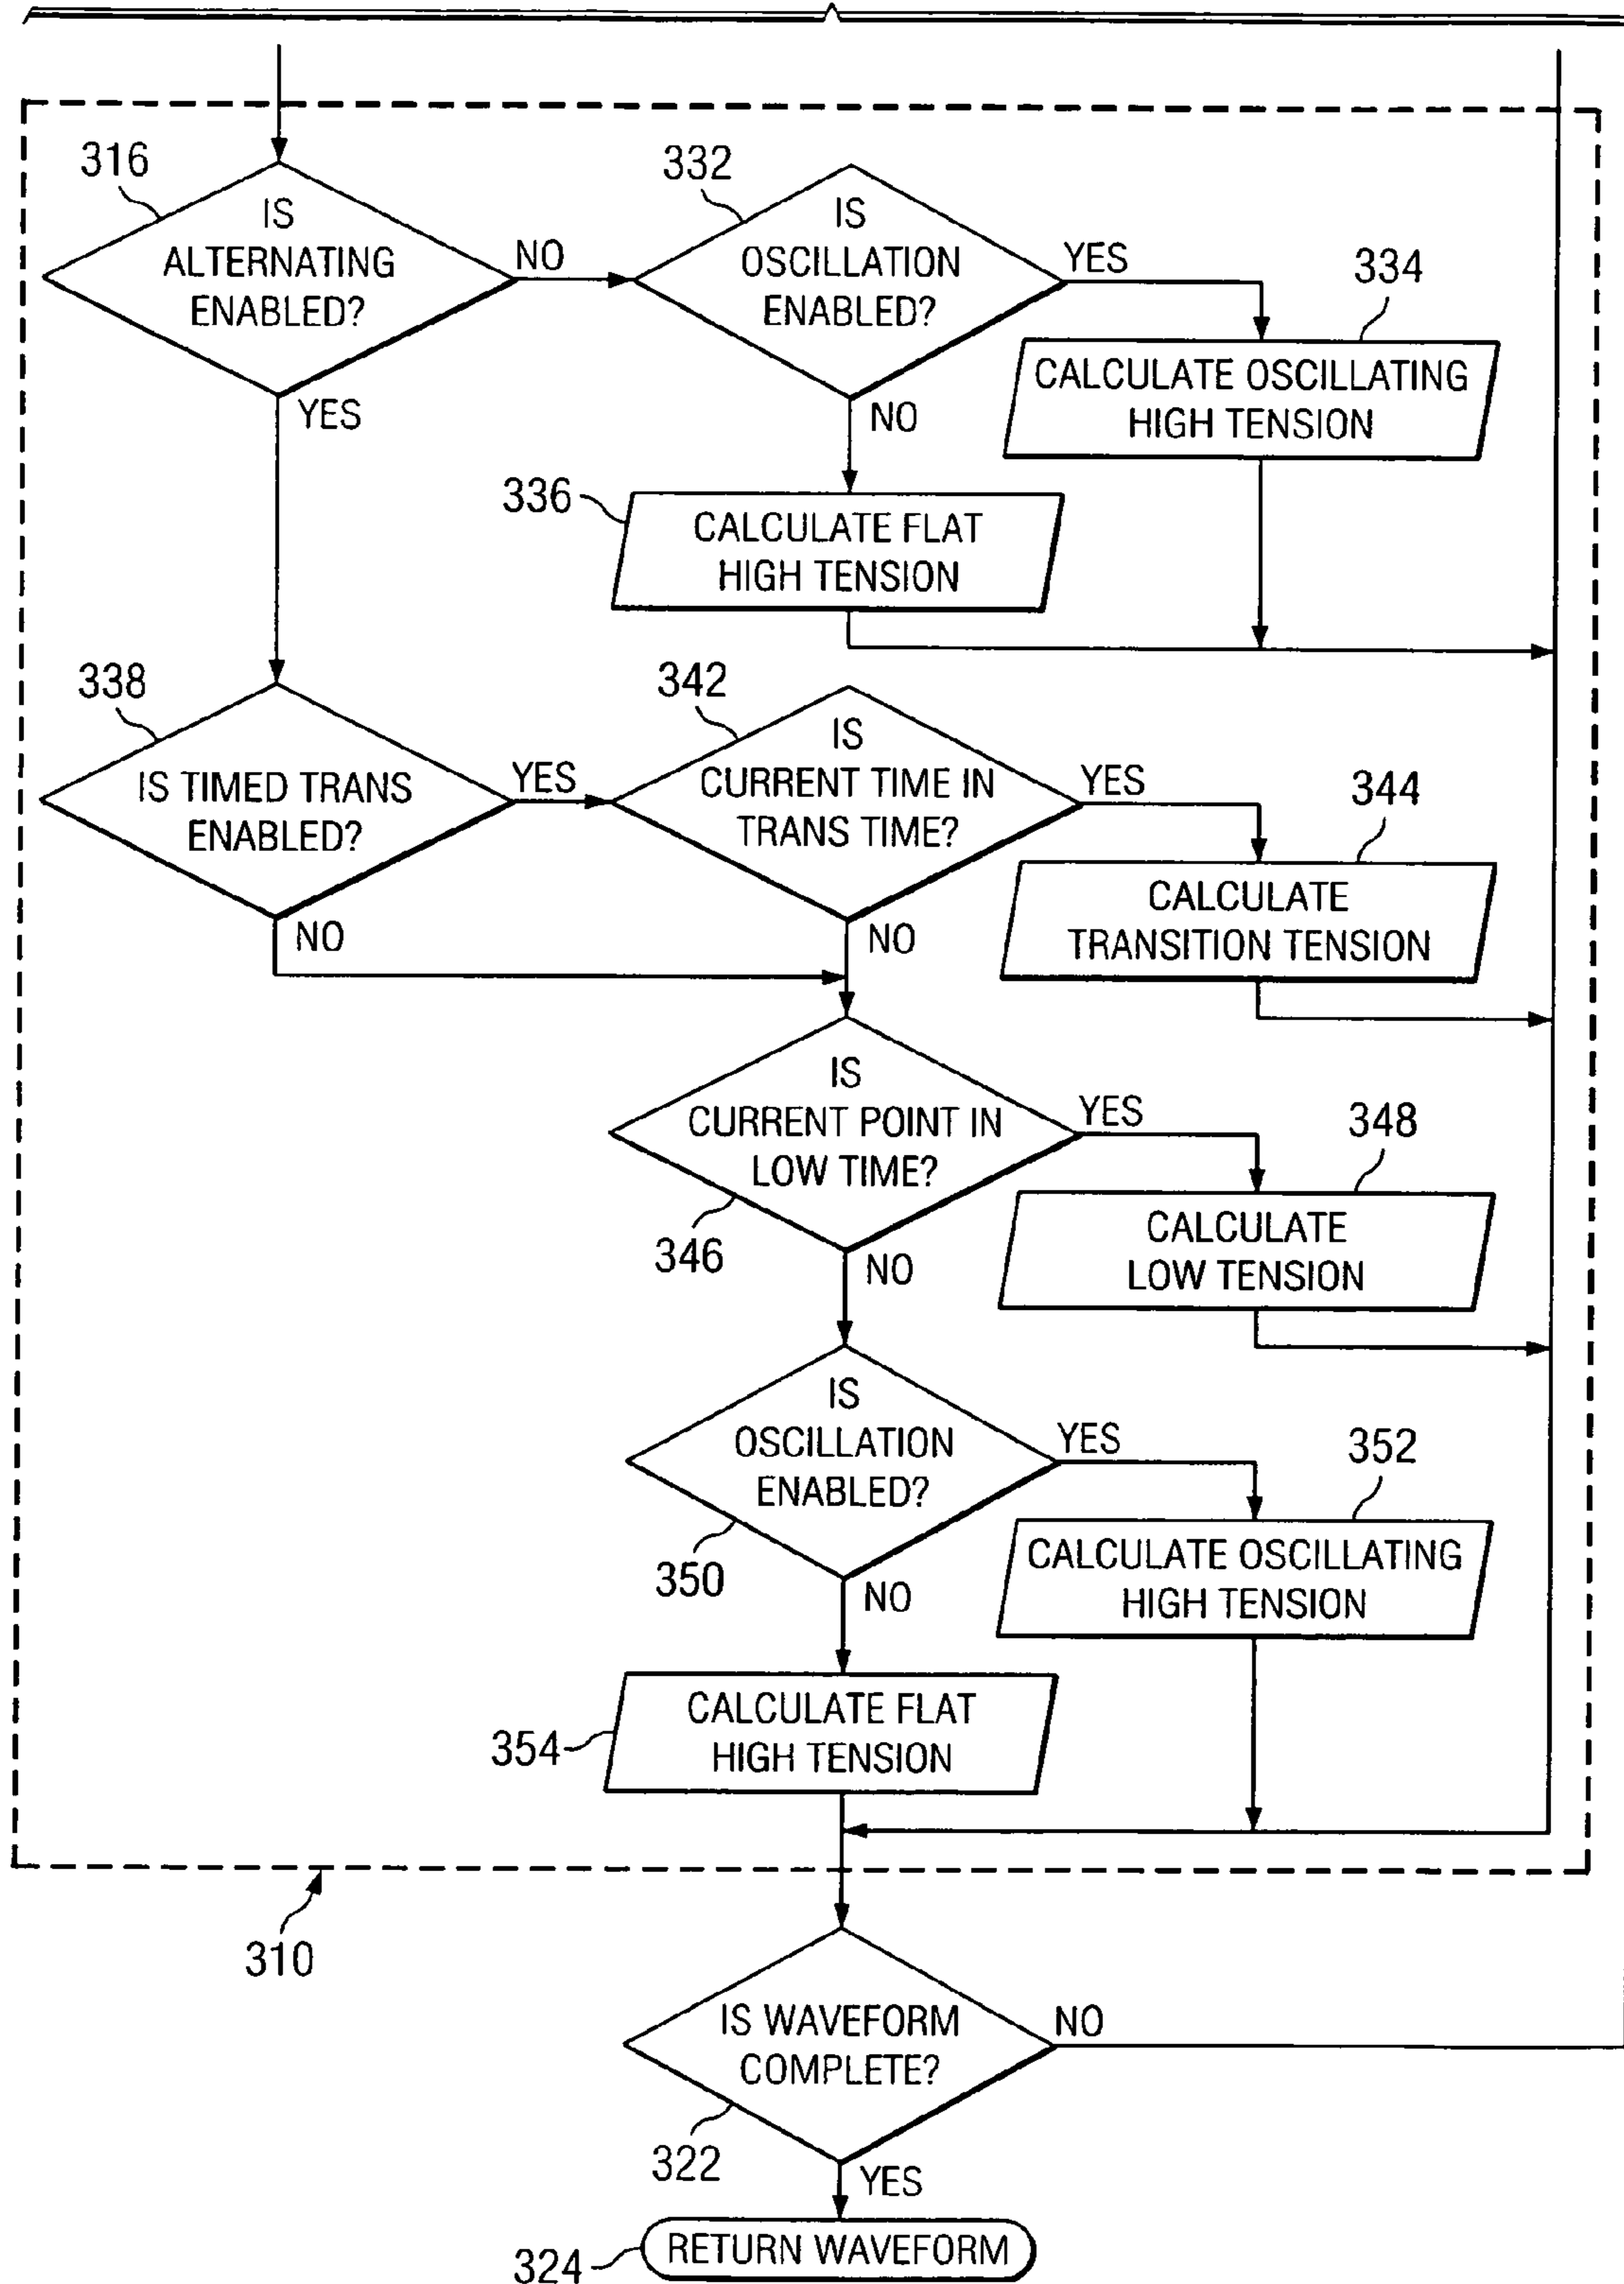 316
IS
ALTERNATING
ENABLED?
NO
YES
332
IS
OSCILLATION
ENABLED?
YES
NO
334
CALCULATE OSCILLATING
HIGH TENSION
336
CALCULATE FLAT
HIGH TENSION
338
IS TIMED TRANS
ENABLED?
YES
NO
342
IS
CURRENT TIME IN
TRANS TIME?
YES
NO
344
CALCULATE
TRANSITION TENSION
IS
CURRENT POINT IN
LOW TIME?
346
YES
NO
348
CALCULATE
LOW TENSION
IS
OSCILLATION
ENABLED?
350
YES
NO
352
CALCULATE OSCILLATING
HIGH TENSION
354
CALCULATE FLAT
HIGH TENSION
310
IS WAVEFORM
COMPLETE?
NO
322
YES
324
RETURN WAVEFORM